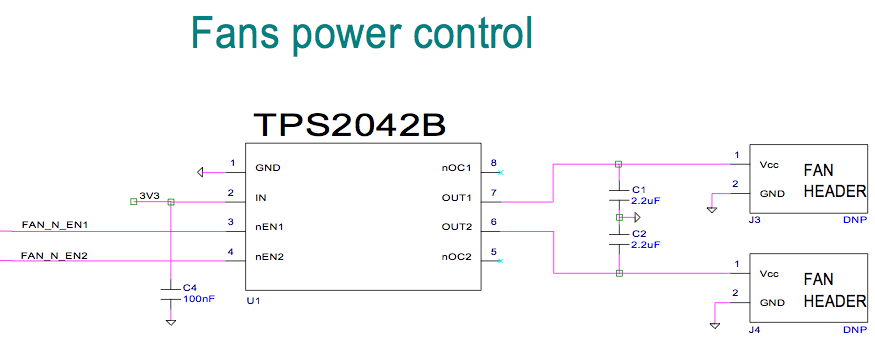 Fans power control
TPS2042B
1 GND nOC1 8
3V3 2 IN OUT1 7
FAN_N_EN1 3 nEN1 OUT2 6
FAN_N_EN2 4 nEN2 nOC2 5
U1
C4
100nF
C1
2.2uF
C2
2.2uF
1 Vcc
2 GND
FAN
HEADER
J3 DNP
1 Vcc
2 GND
FAN
HEADER
J4 DNP